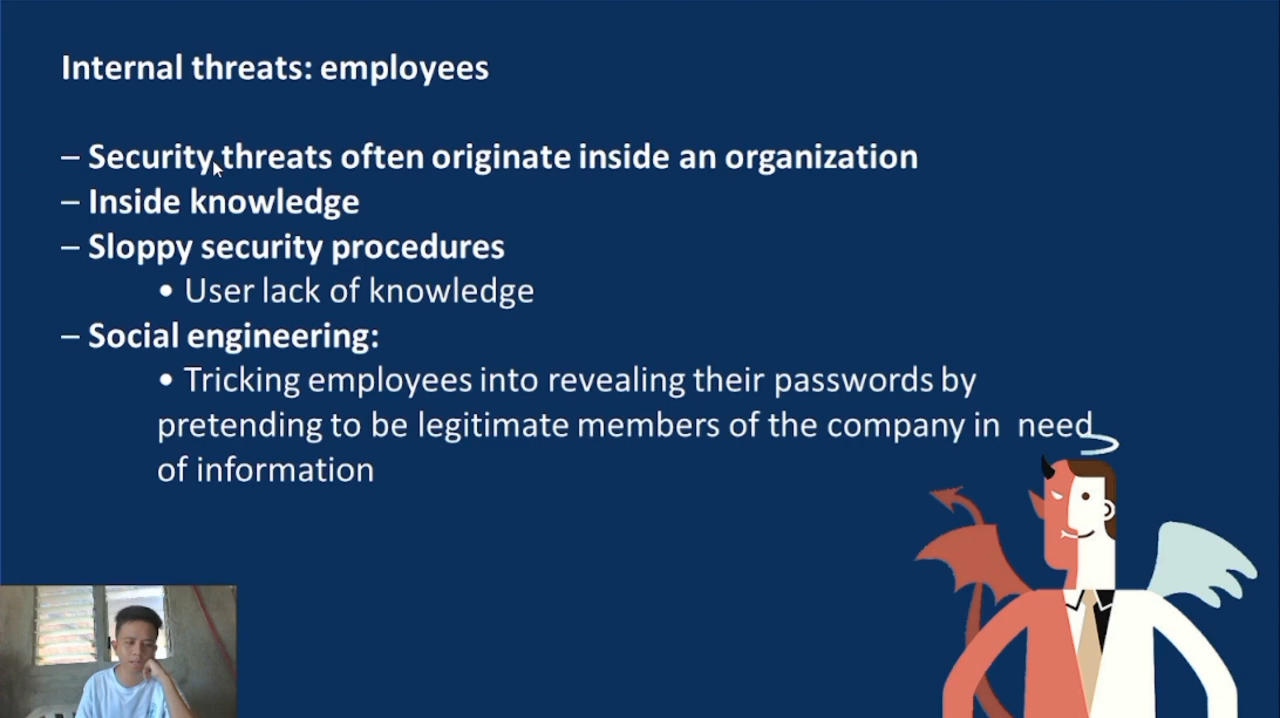 Internal threats: employees
– Security threats often originate inside an organization
– Inside knowledge
– Sloppy security procedures
• User lack of knowledge
– Social engineering:
• Tricking employees into revealing their passwords by
pretending to be legitimate members of the company in need
of information